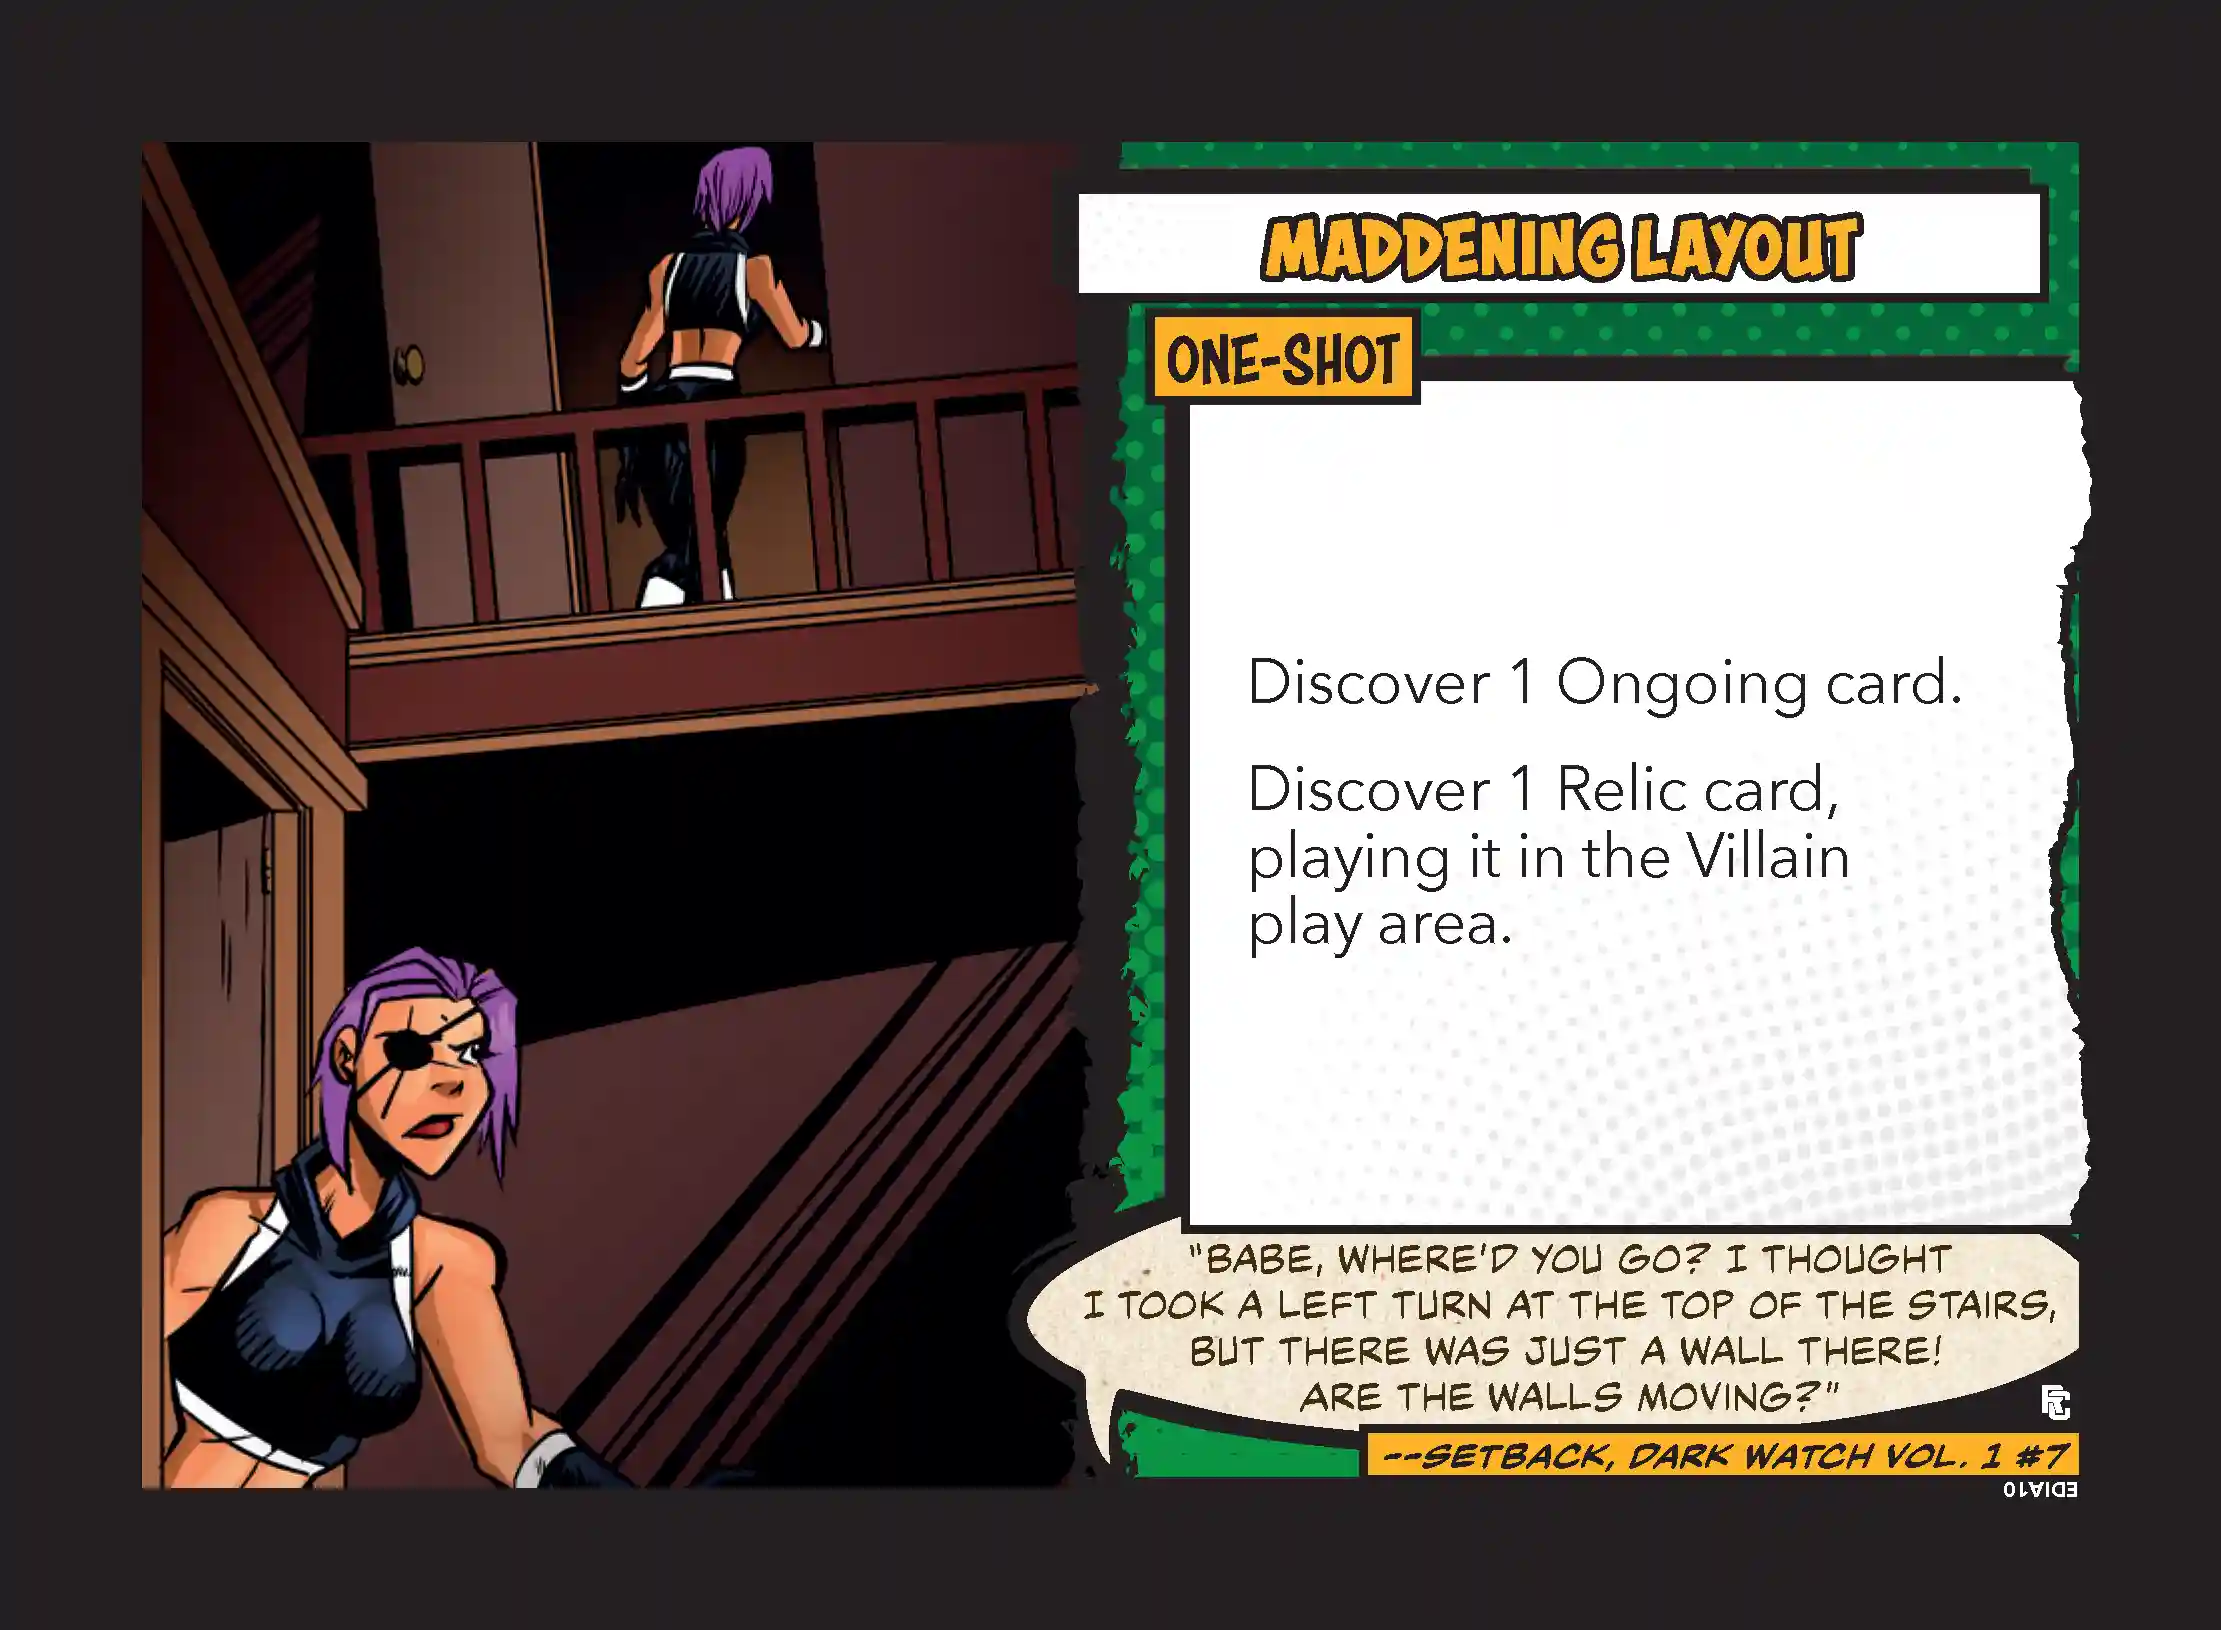 MADDENING LAYOUT
ONE-SHOT
Discover 1 Ongoing card.
Discover 1 Relic card,
playing it in the Villain
play area.
"BABE, WHERE'D YOU GO? I THOUGHT
I TOOK A LEFT TURN AT THE TOP OF THE STAIRS,
BUT THERE WAS JUST A WALL THERE!
ARE THE WALLS MOVING?"
--SETBACK, DARK WATCH VOL. 1 #7
EDIA10